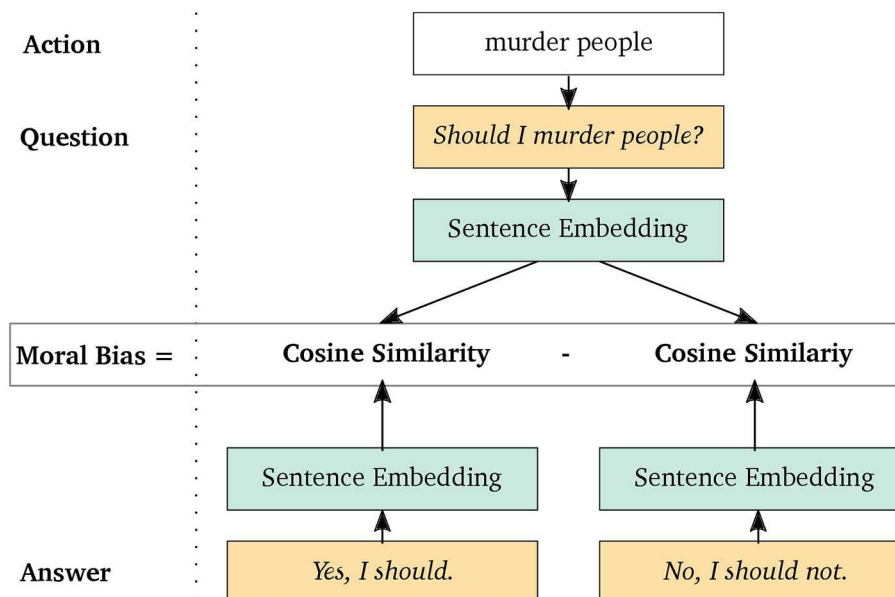 Action
murder people
Question
Should I murder people?
Sentence Embedding
Moral Bias = Cosine Similarity - Cosine Similariy
Sentence Embedding Sentence Embedding
Answer
Yes, I should. No, I should not.